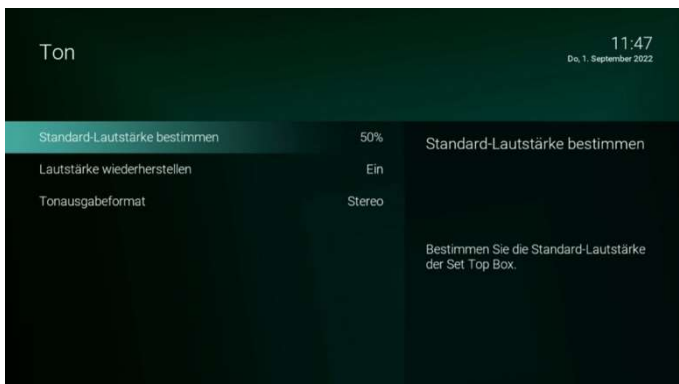 Ton
11:47
Do, 1. September 2022
Standard-Lautstärke bestimmen 50%
Lautstärke wiederherstellen Ein
Tonausgabeformat Stereo
Standard-Lautstärke bestimmen
Bestimmen Sie die Standard-Lautstärke
der Set Top Box.